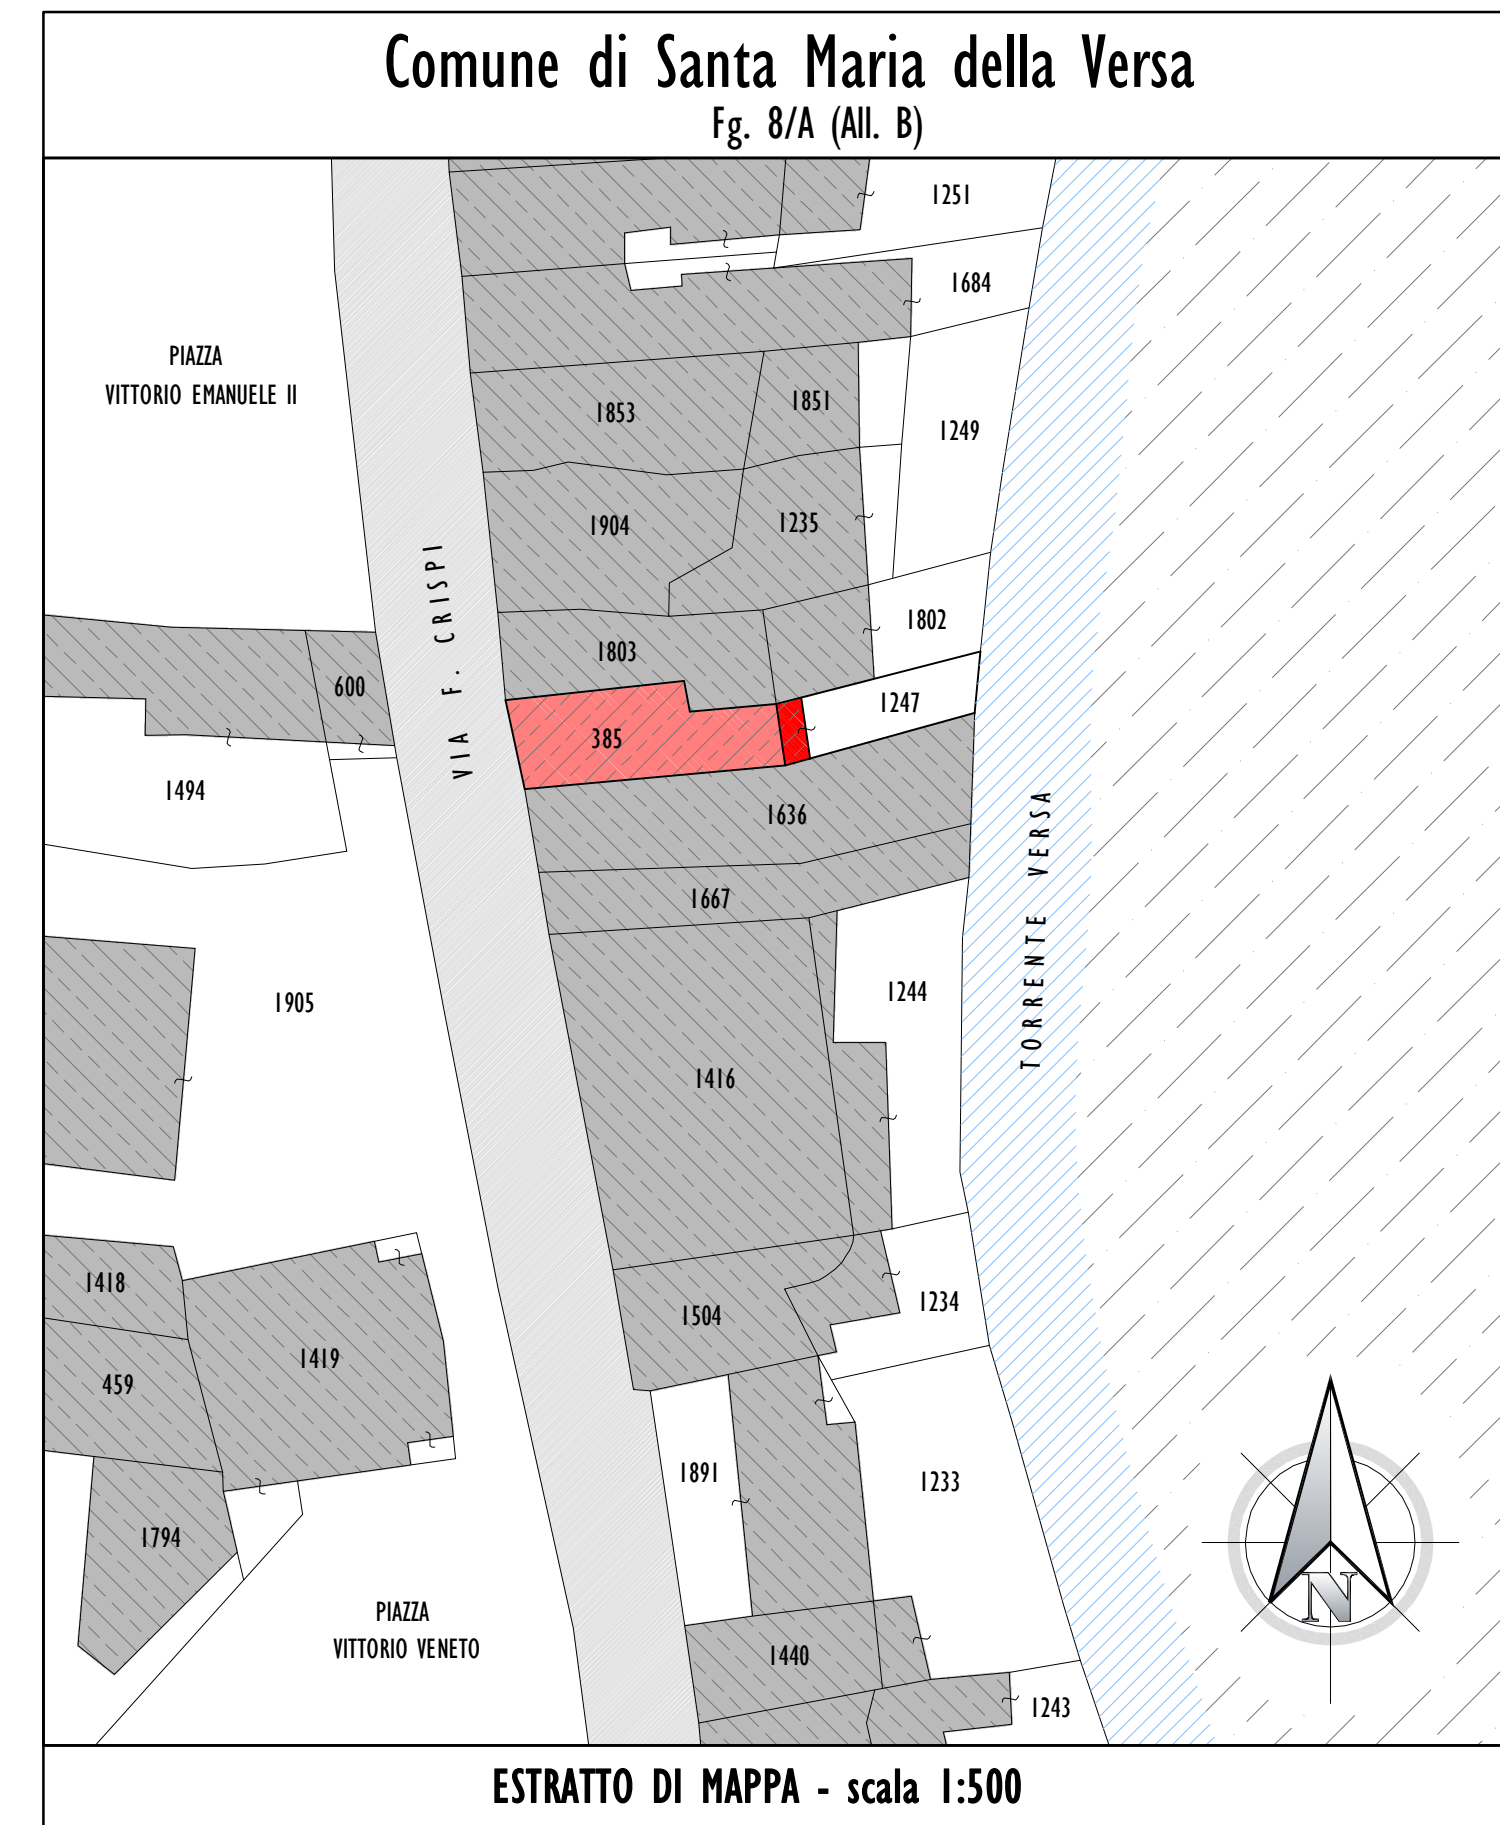 Comune di Santa Maria della Versa
Fg. 8/A (All. B)
1251
1684
PIAZZA
VITTORIO EMANUELE II
1853
1851
1249
1904
1235
VIA F. CRISPI
1802
1803
600
1247
385
1494
1636
TORRENTE VERSA
1667
1905
1244
1416
1418
1504
1234
1419
459
1891
1233
1794
N
PIAZZA
VITTORIO VENETO
1440
1243
ESTRATTO DI MAPPA - scala 1:500